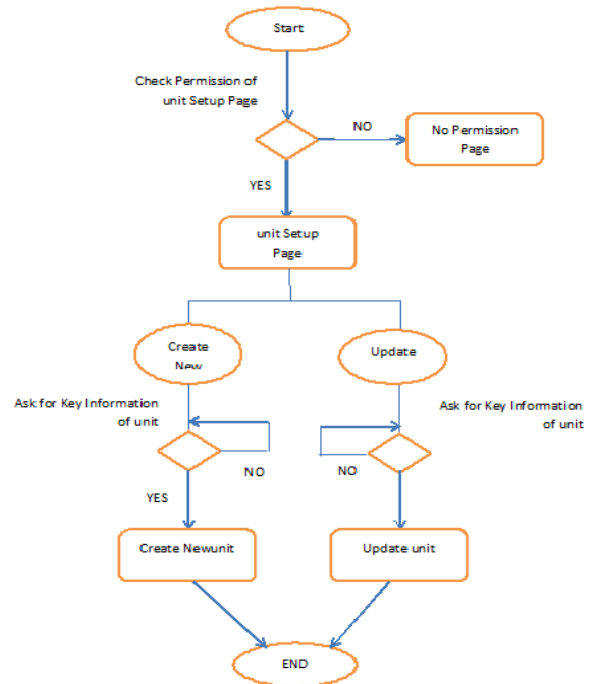 Start
Check Permission of
unit Setup Page
NO
No Permission
Page
YES
unit Setup
Page
Create
New
Update
Ask for Key Information
of unit
Ask for Key Information
of unit
NO
NO
YES
Create Newunit
Update unit
END